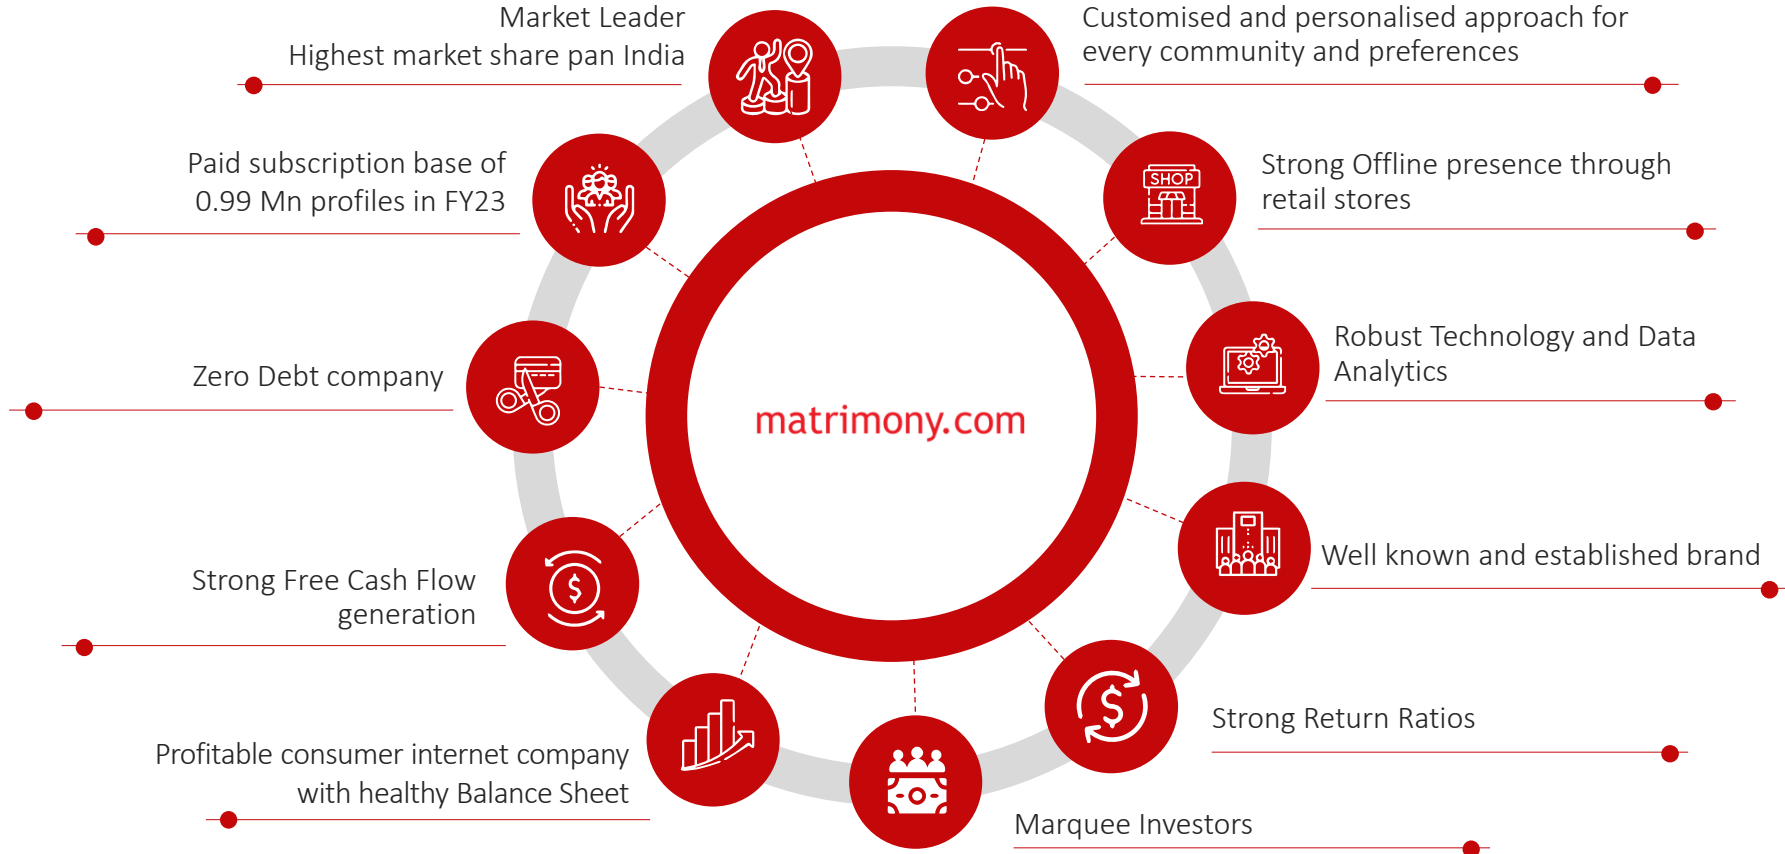 Market Leader
Highest market share pan India
Customised and personalised approach for
every community and preferences
Paid subscription base of
0.99 Mn profiles in FY23
SHOP
Strong Offline presence through
retail stores
Zero Debt company
Robust Technology and Data
Analytics
matrimony.com
Strong Free Cash Flow
generation
Well known and established brand
Profitable consumer internet company
with healthy Balance Sheet
Strong Return Ratios
Marquee Investors